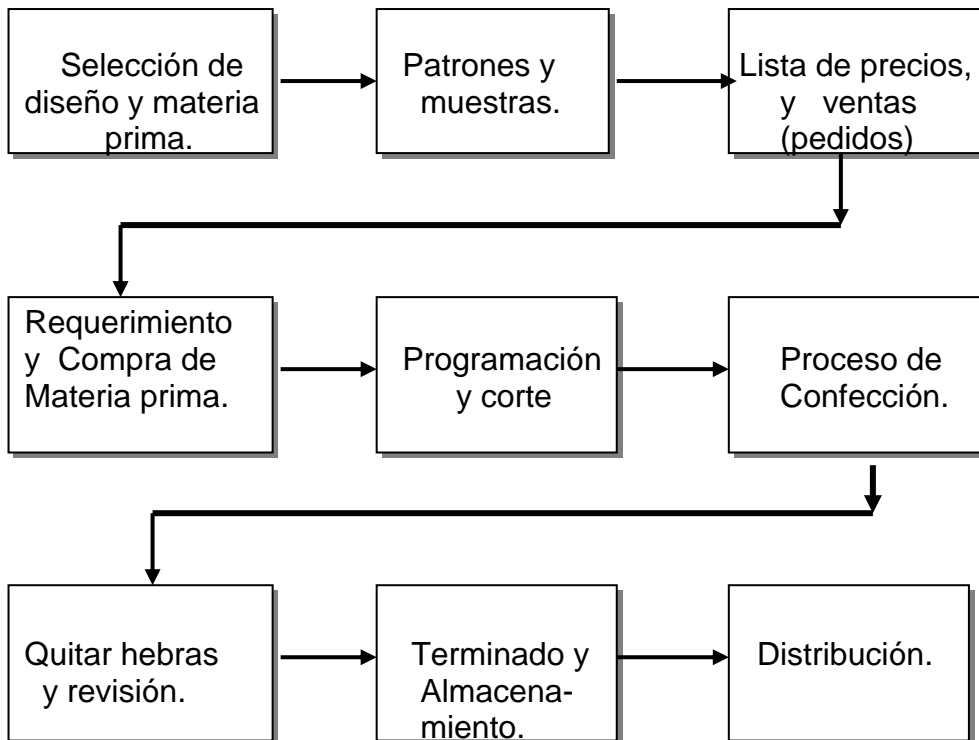 Selección de
diseño y materia
prima.
Patrones y
muestras.
Lista de precios,
y ventas
(pedidos)
Requerimiento
y Compra de
Materia prima.
Programación
y corte
Proceso de
Confección.
Quitar hebras
y revisión.
Terminado y
Almacena-
miento.
Distribución.